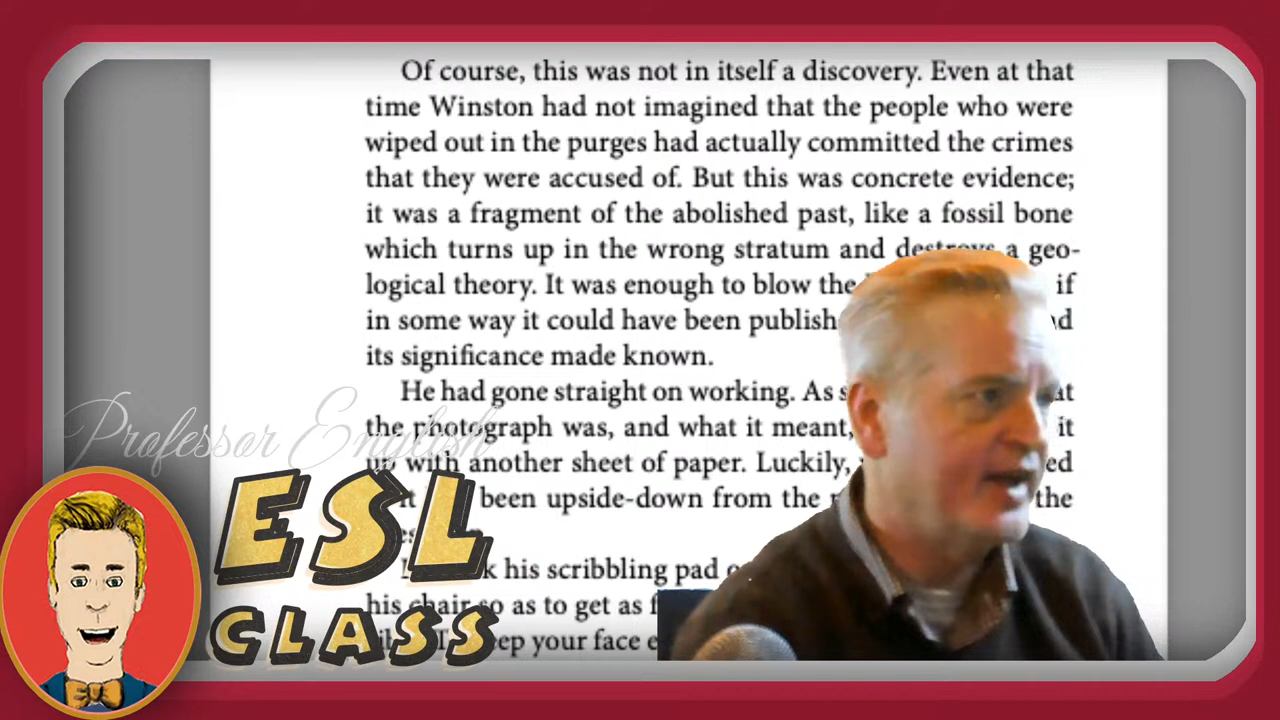 Of course, this was not in itself a discovery. Even at that
time Winston had not imagined that the people who were
wiped out in the purges had actually committed the crimes
that they were accused of. But this was concrete evidence;
it was a fragment of the abolished past, like a fossil bone
which turns up in the wrong stratum and destroys a geo-
logical theory. It was enough to blow the if
in some way it could have been publish
its significance made known.
He had gone straight on working. As s at
the photograph was, and what it meant, it
up with another sheet of paper. Luckily, ed
been upside-down from the the
k his scribbling pad o
his chair so as to get as f
eep your face e
Professor English
ESL
CLASS